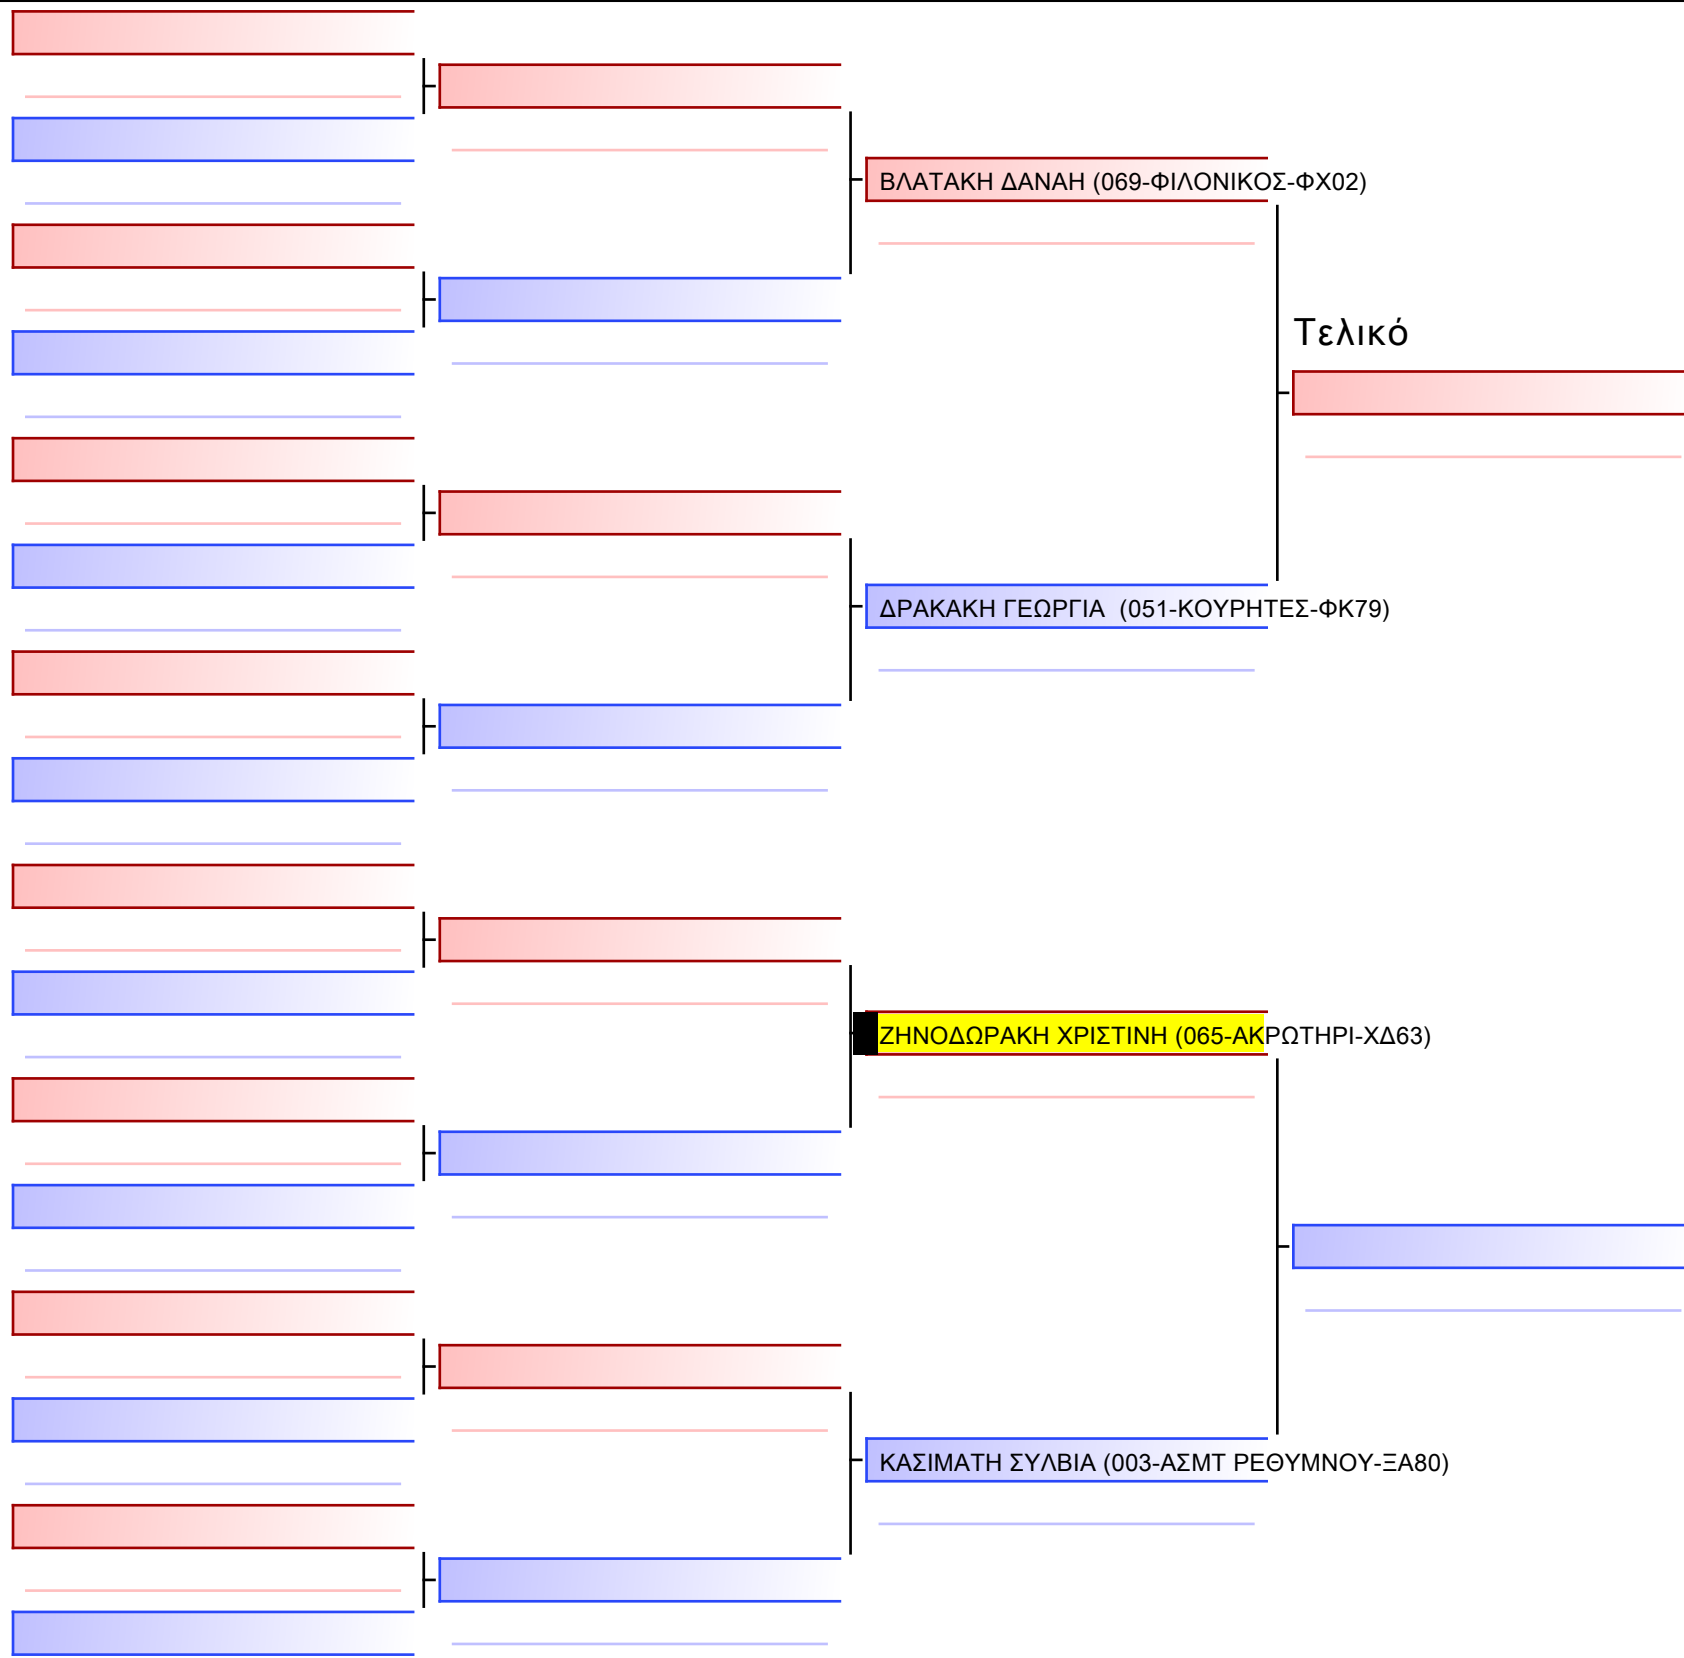 ΒΛΑΤΑΚΗ ΔΑΝΑΗ (069-ΦΙΛΟΝΙΚΟΣ-ΦΧ02)
Τελικό
ΔΡΑΚΑΚΗ ΓΕΩΡΓΙΑ (051-ΚΟΥΡΗΤΕΣ-ΦΚ79)
ΖΗΝΟΔΩΡΑΚΗ ΧΡΙΣΤΙΝΗ (065-ΑΚΡΩΤΗΡΙ-ΧΔ63)
ΚΑΣΙΜΑΤΗ ΣΥΛΒΙΑ (003-ΑΣΜΤ ΡΕΘΥΜΝΟΥ-ΞΑ80)